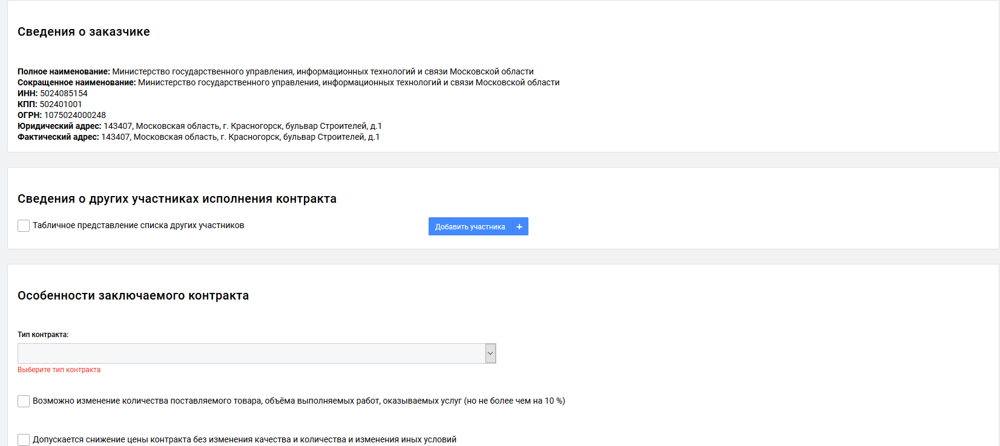 Сведения о заказчике
Полное наименование: Министерство государственного управления, информационных технологий и связи Московской области
Сокращенное наименование: Министерство государственного управления, информационных технологий и связи Московской области
ИНН: 5024085154
КПП: 502401001
ОГРН: 1075024000248
Юридический адрес: 143407, Московская область, г. Красногорск, бульвар Строителей, д.1
Фактический адрес: 143407, Московская область, г. Красногорск, бульвар Строителей, д.1
Сведения о других участниках исполнения контракта
Табличное представление списка других участников
Добавить участника +
Особенности заключаемого контракта
Тип контракта:
Выберите тип контракта
Возможно изменение количества поставляемого товара, объёма выполняемых работ, оказываемых услуг (но не более чем на 10 %)
Допускается снижение цены контракта без изменения качества и количества и изменения иных условий